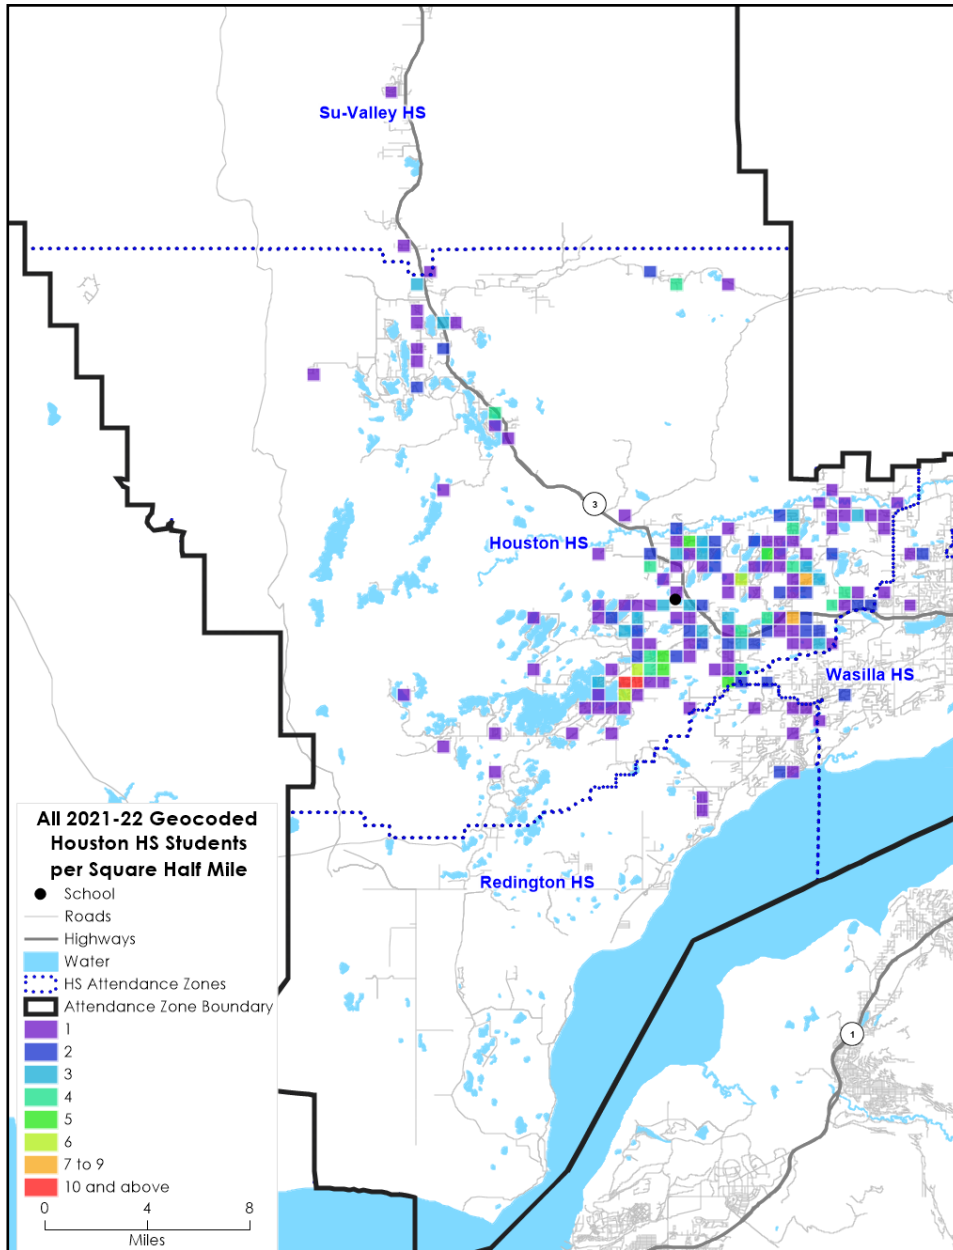 Su-Valley HS
3
Houston HS
Wasilla HS
Redington HS
1
All 2021-22 Geocoded
Houston HS Students
per Square Half Mile
School
Roads
Highways
Water
HS Attendance Zones
Attendance Zone Boundary
1
2
3
4
5
6
7 to 9
10 and above
0 4 8
Miles